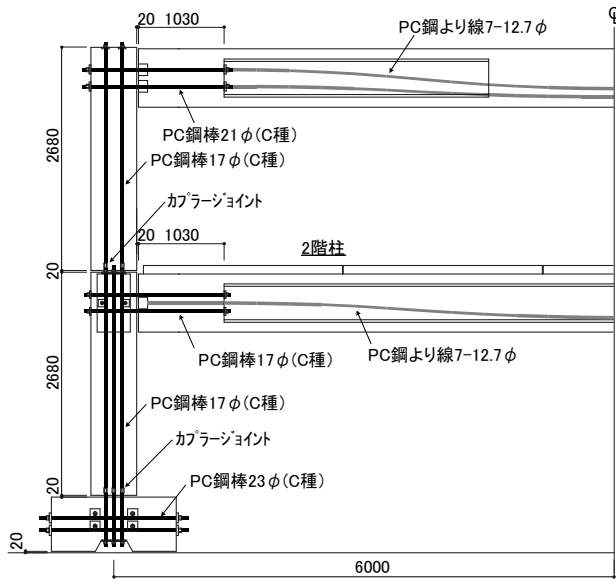 20 1030
℄
PC鋼より線7-12.7φ
PC鋼棒21φ(C種)
2680
PC鋼棒17φ(C種)
ｶﾌﾟﾗｰｼﾞｮｲﾝﾄ
20 1030
2階柱
20
PC鋼棒17φ(C種)
PC鋼より線7-12.7φ
2680
PC鋼棒17φ(C種)
ｶﾌﾟﾗｰｼﾞｮｲﾝﾄ
PC鋼棒23φ(C種)
20
20
6000